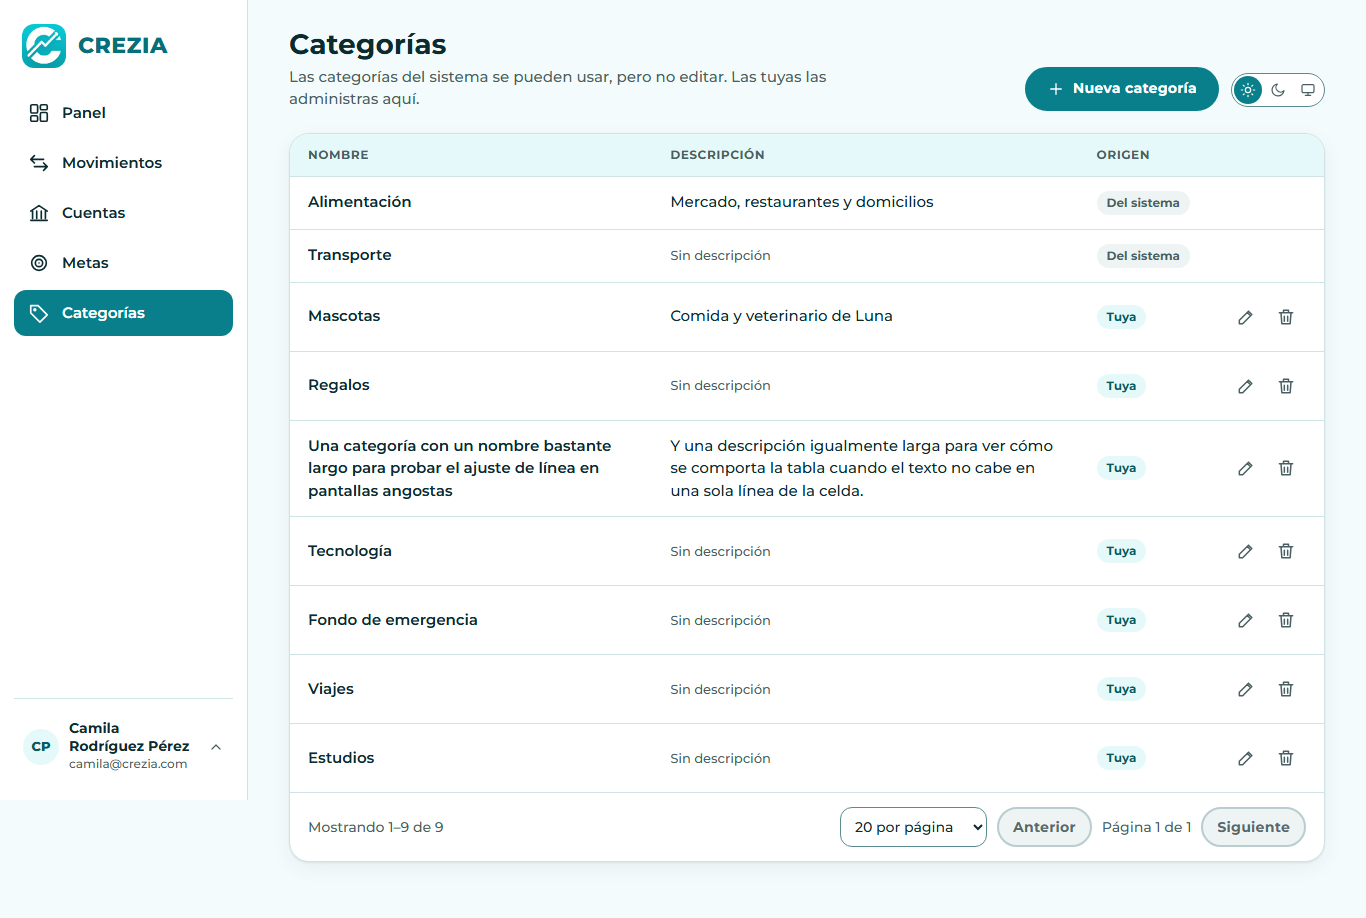 CREZIA
Panel
Movimientos
Cuentas
Metas
Categorías
CP
Camila
Rodríguez Pérez
camila@crezia.com
Categorías
Las categorías del sistema se pueden usar, pero no editar. Las tuyas las
administras aquí.
+ Nueva categoría
NOMBRE DESCRIPCIÓN ORIGEN
Alimentación Mercado, restaurantes y domicilios Del sistema
Transporte Sin descripción Del sistema
Mascotas Comida y veterinario de Luna Tuya
Regalos Sin descripción Tuya
Una categoría con un nombre bastante
largo para probar el ajuste de línea en
pantallas angostas
Y una descripción igualmente larga para ver cómo
se comporta la tabla cuando el texto no cabe en
una sola línea de la celda.
Tuya
Tecnología Sin descripción Tuya
Fondo de emergencia Sin descripción Tuya
Viajes Sin descripción Tuya
Estudios Sin descripción Tuya
Mostrando 1–9 de 9 20 por página Anterior Página 1 de 1 Siguiente